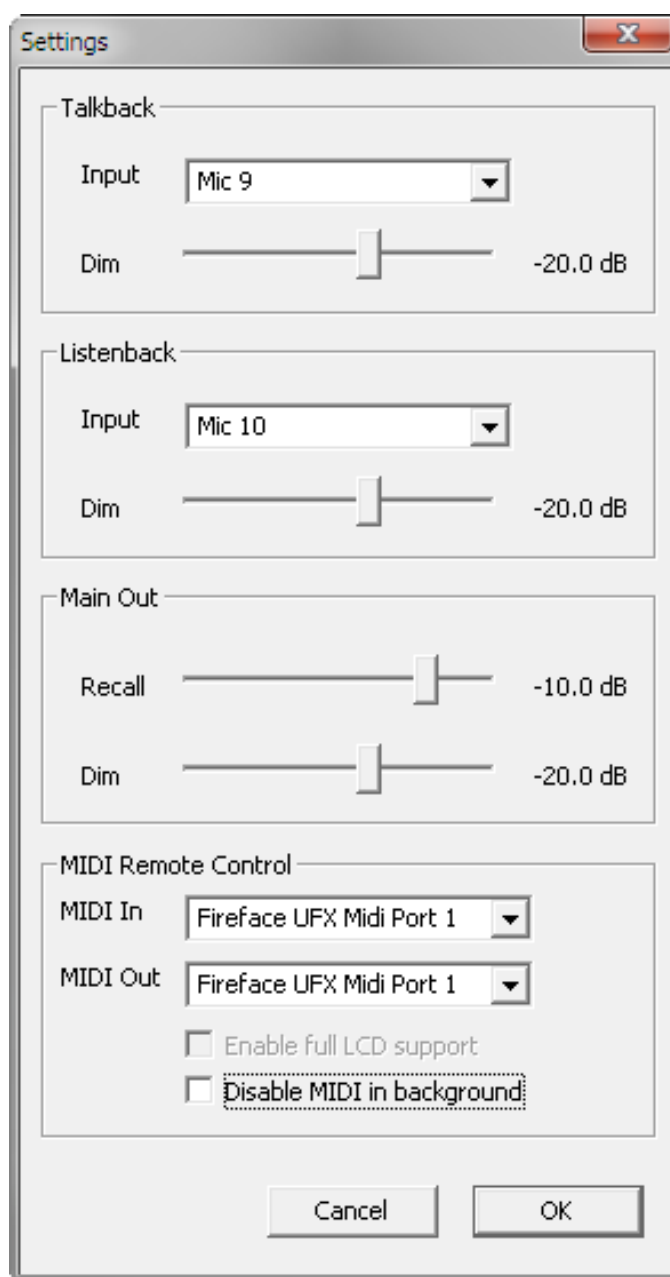 Settings
Talkback
Input Mic 9
Dim -20.0 dB
Listenback
Input Mic 10
Dim -20.0 dB
Main Out
Recall -10.0 dB
Dim -20.0 dB
MIDI Remote Control
MIDI In Fireface UFX Midi Port 1
MIDI Out Fireface UFX Midi Port 1
Enable full LCD support
Disable MIDI in background
Cancel OK